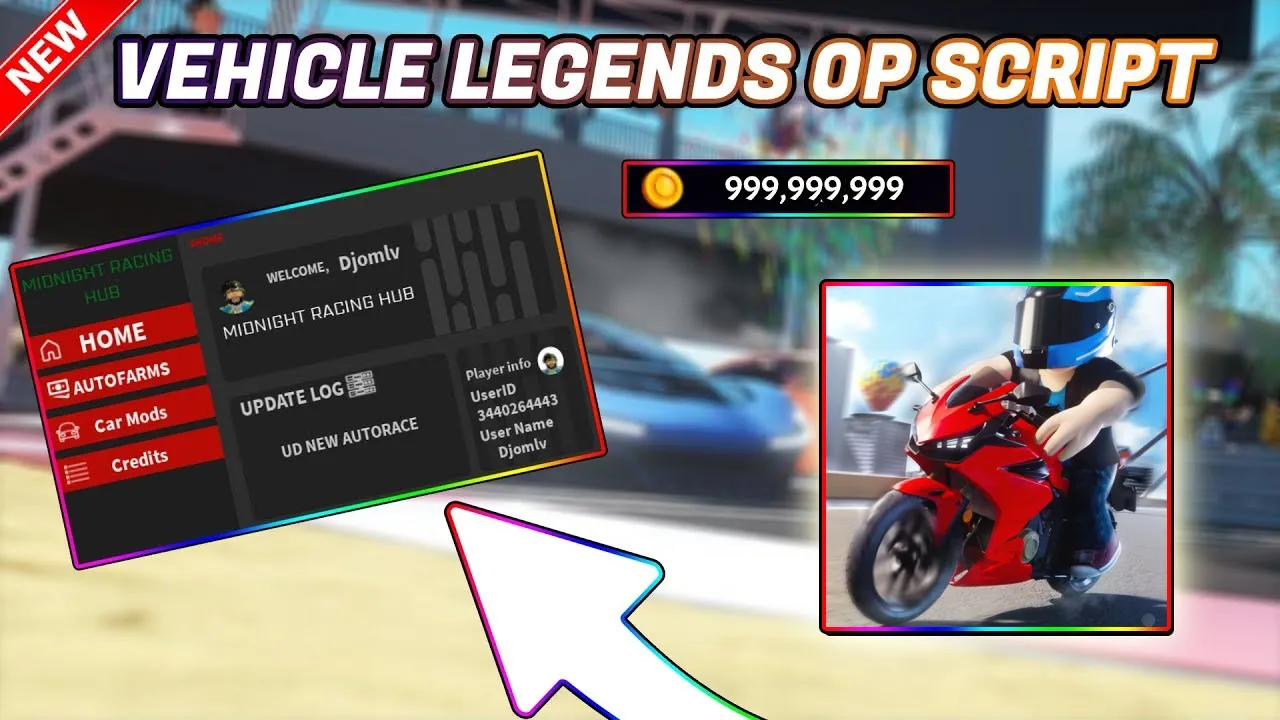 NEW
VEHICLE LEGENDS OP SCRIPT
999,999,999
MIDNIGHT RACING
HUB
#HOME
HOME
AUTOFARMS
Car Mods
Credits
WELCOME, Djomlv
MIDNIGHT RACING HUB
UPDATE LOG
UD NEW AUTORACE
Player info
UserID
3440264443
User Name
Djomlv